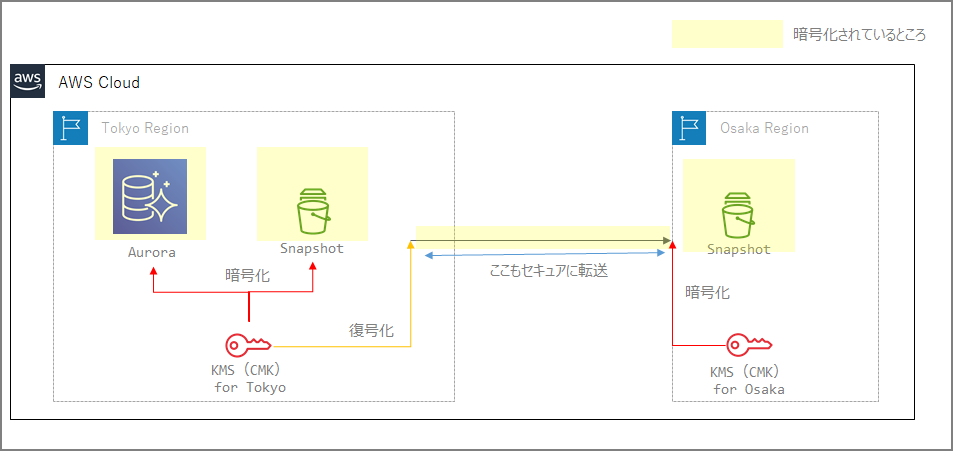 暗号化されているところ
aws
AWS Cloud
Tokyo Region
Osaka Region
Aurora
Snapshot
Snapshot
ここもセキュアに転送
暗号化
暗号化
復号化
KMS（CMK）
for Tokyo
KMS（CMK）
for Osaka